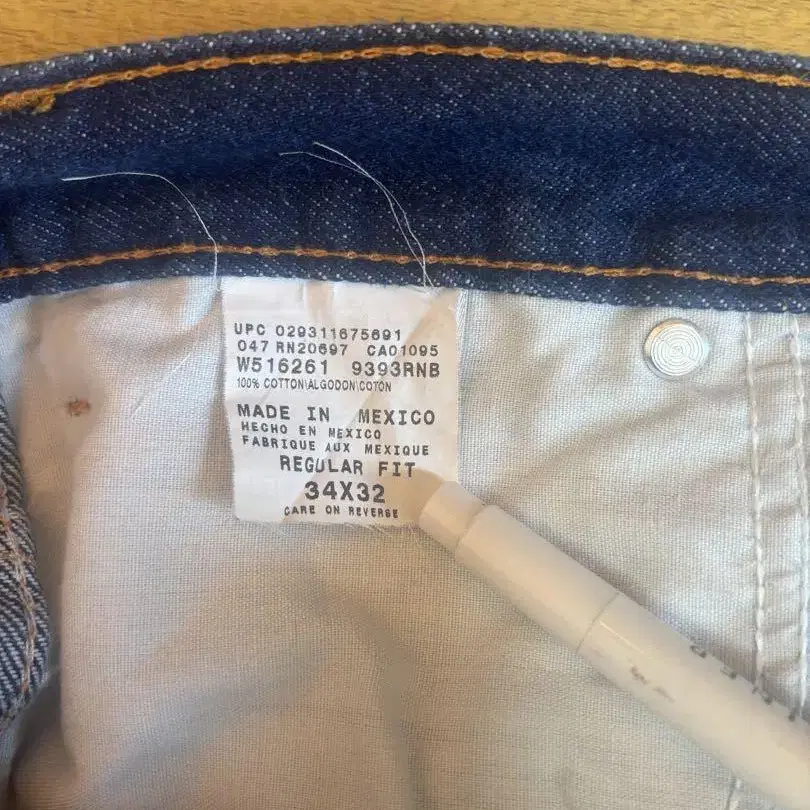 UPC 029311675691
047 RN20697 CA01095
W516261 9393RNB
100% COTTON\ALGODON\COTON
MADE IN MEXICO
HECHO EN MEXICO
FABRIQUE AUX MEXIQUE
REGULAR FIT
34X32
CARE ON REVERSE